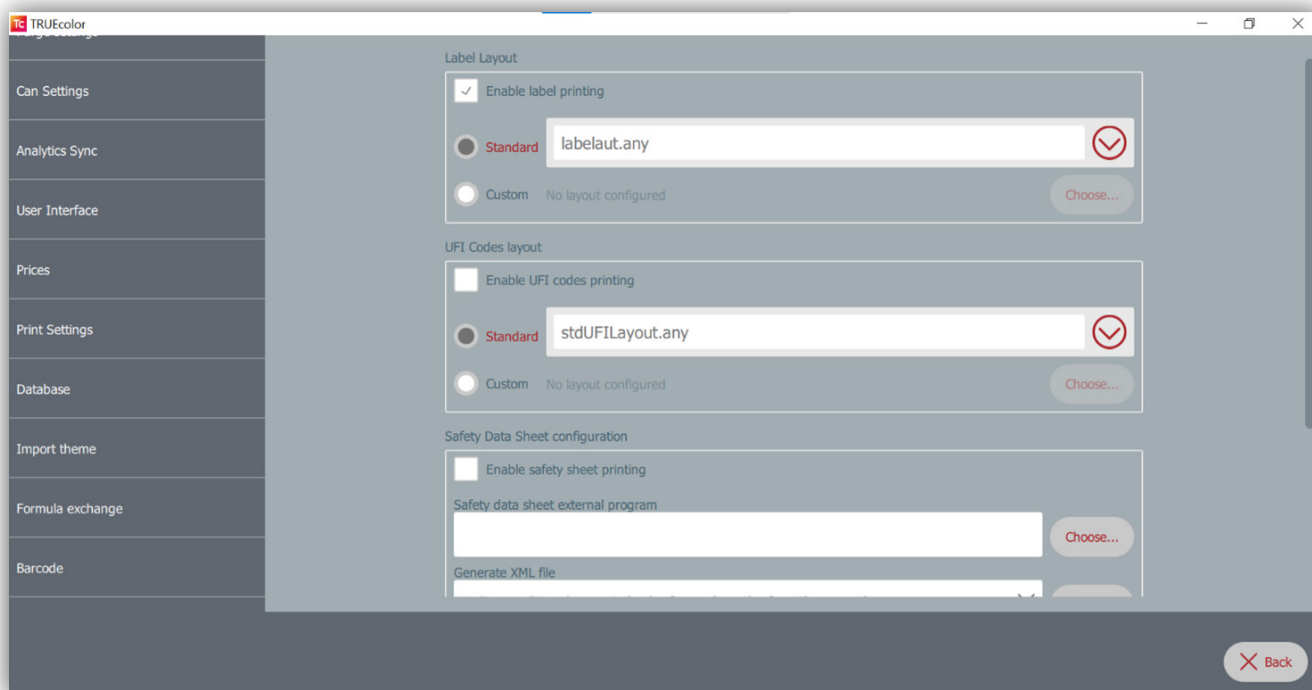 TC TRUEcolor
Can Settings
Analytics Sync
User Interface
Prices
Print Settings
Database
Import theme
Formula exchange
Barcode
Label Layout
Enable label printing
Standard labelaut.any
Custom No layout configured Choose...
UFI Codes layout
Enable UFI codes printing
Standard stdUFILayout.any
Custom No layout configured Choose...
Safety Data Sheet configuration
Enable safety sheet printing
Safety data sheet external program
Choose...
Generate XML file
Back